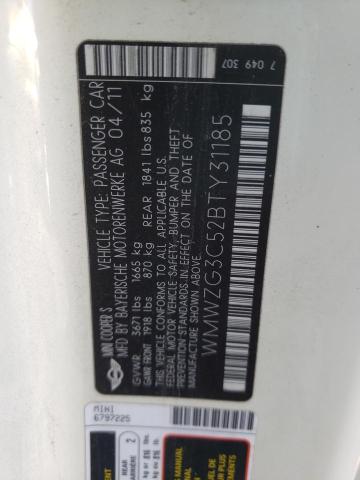 MINI COOPER S
VEHICLE TYPE: PASSENGER CAR
MFD BY BAYERISCHE MOTORENWERKE AG 04/11
GVWR 3671 lbs 1665 kg
GAWR FRONT 1918 lbs 870 kg REAR 1841 lbs 835 kg
THIS VEHICLE CONFORMS TO ALL APPLICABLE
FEDERAL MOTOR VEHICLE SAFETY, BUMPER AND THEFT
PREVENTION STANDARDS IN EFFECT ON THE DATE
OF MANUFACTURE SHOWN ABOVE
WMWZG3C52BTY31185
7 049 307
MINI
6797225
REAR
2
MANUAL